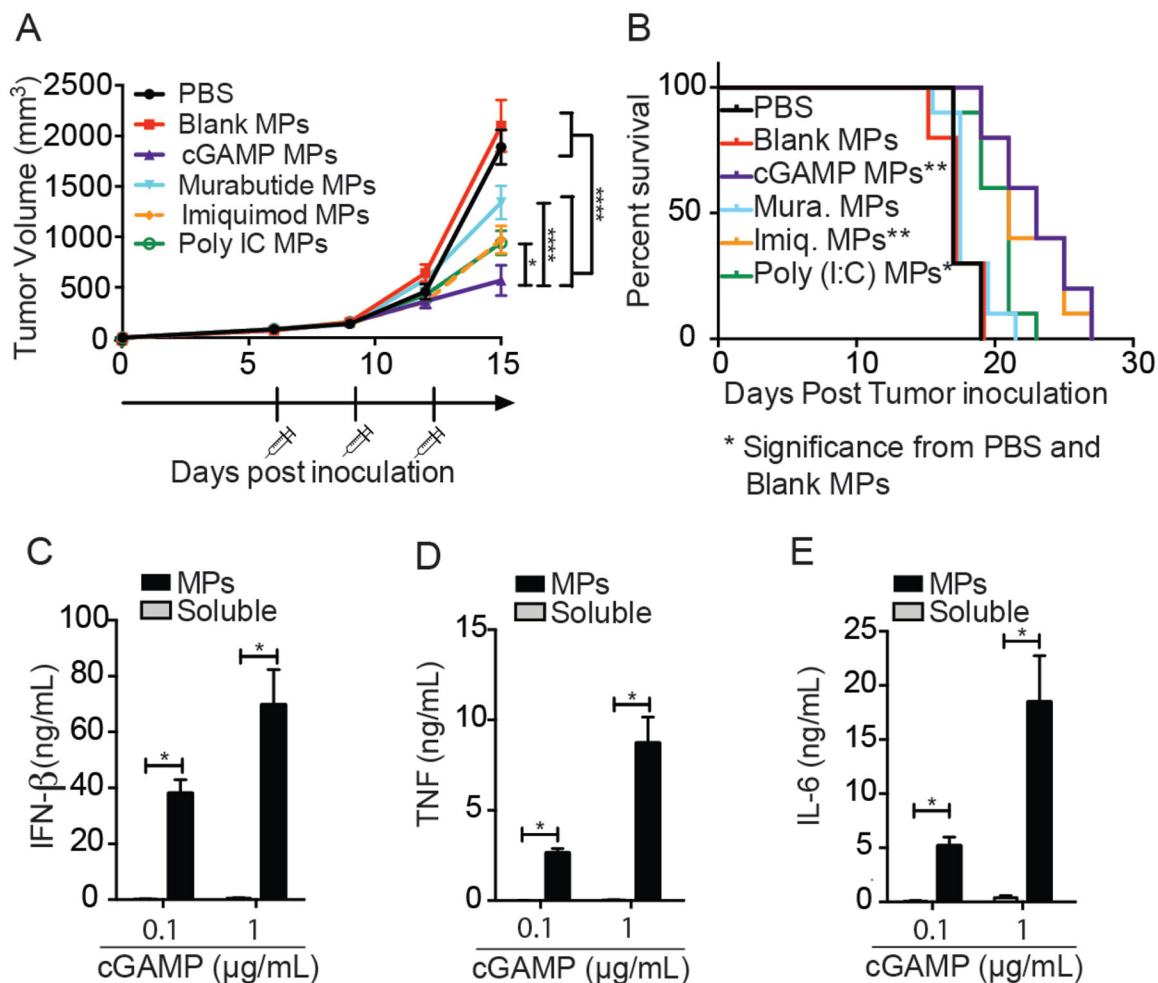 A
Tumor Volume (mm³)
2500
2000
1500
1000
500
0
PBS
Blank MPs
cGAMP MPs
Murabutide MPs
Imiquimod MPs
Poly IC MPs
*
****
****
0 5 10 15
Days post inoculation
B
Percent survival
100
50
0
PBS
Blank MPs
cGAMP MPs**
Mura. MPs
Imiq. MPs**
Poly (I:C) MPs*
0 10 20 30
Days Post Tumor inoculation
* Significance from PBS and
Blank MPs
C
MPs
Soluble
IFN-β(ng/mL)
100
80
60
40
20
0
*
*
0.1 1
cGAMP (µg/mL)
D
MPs
Soluble
TNF (ng/mL)
15
10
5
0
*
*
0.1 1
cGAMP (µg/mL)
E
MPs
Soluble
IL-6 (ng/mL)
25
20
15
10
5
0
*
*
0.1 1
cGAMP (µg/mL)